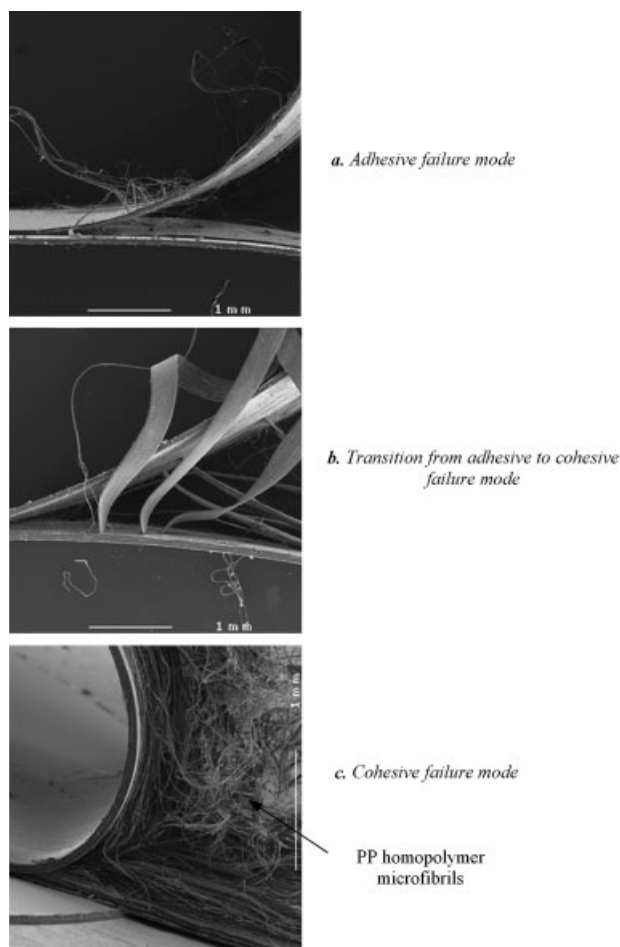 a. Adhesive failure mode
1 mm
b. Transition from adhesive to cohesive
failure mode
1 mm
1 mm
c. Cohesive failure mode
PP homopolymer
microfibrils